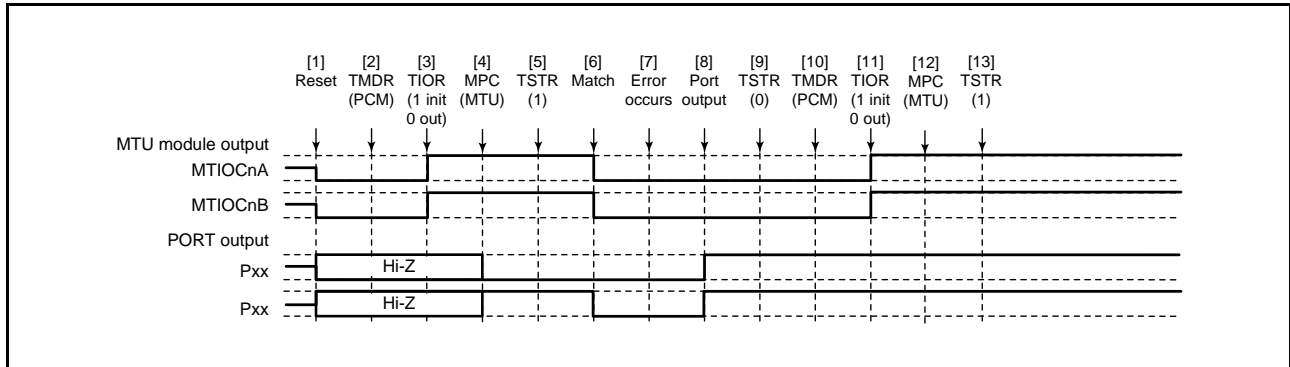 [1] [2] [3] [4] [5] [6] [7] [8] [9] [10] [11] [12] [13]
Reset TMDR TIOR MPC TSTR Match Error Port TSTR TMDR TIOR MPC TSTR
(PCM) (1 init (MTU) (1) occurs output (0) (PCM) (1 init (MTU) (1)
0 out) 0 out)
MTU module output
MTIOCnA
MTIOCnB
PORT output
Pxx Hi-Z
Pxx Hi-Z